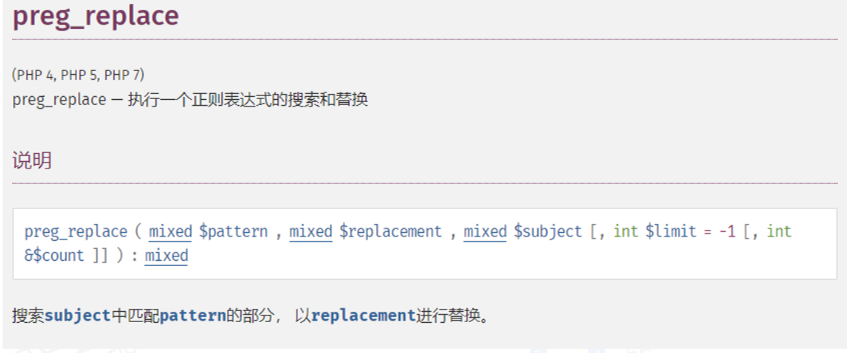 preg_replace
(PHP 4, PHP 5, PHP 7)
preg_replace — 执行一个正则表达式的搜索和替换
说明
preg_replace ( mixed $pattern , mixed $replacement , mixed $subject [, int $limit = -1 [, int
&$count ]] ) : mixed
搜索subject中匹配pattern的部分， 以replacement进行替换。